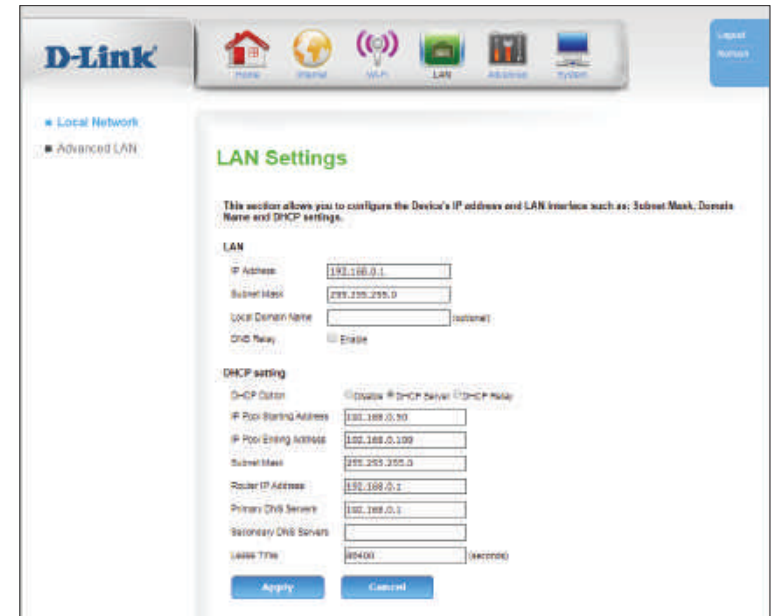 D-Link
Home Internet Wi-Fi LAN Advanced System
Logout
Refresh
Local Network
Advanced LAN
LAN Settings
This section allows you to configure the Device's IP address and LAN interface such as: Subnet Mask, Domain
Name and DHCP settings.
LAN
IP Address 192.168.0.1
Subnet Mask 255.255.255.0
Local Domain Name (optional)
DNS Relay Enable
DHCP setting
DHCP Option Disable DHCP Server DHCP Relay
IP Pool Starting Address 192.168.0.50
IP Pool Ending Address 192.168.0.199
Subnet Mask 255.255.255.0
Router IP Address 192.168.0.1
Primary DNS Servers 192.168.0.1
Secondary DNS Servers
Lease Time 86400 (seconds)
Apply Cancel